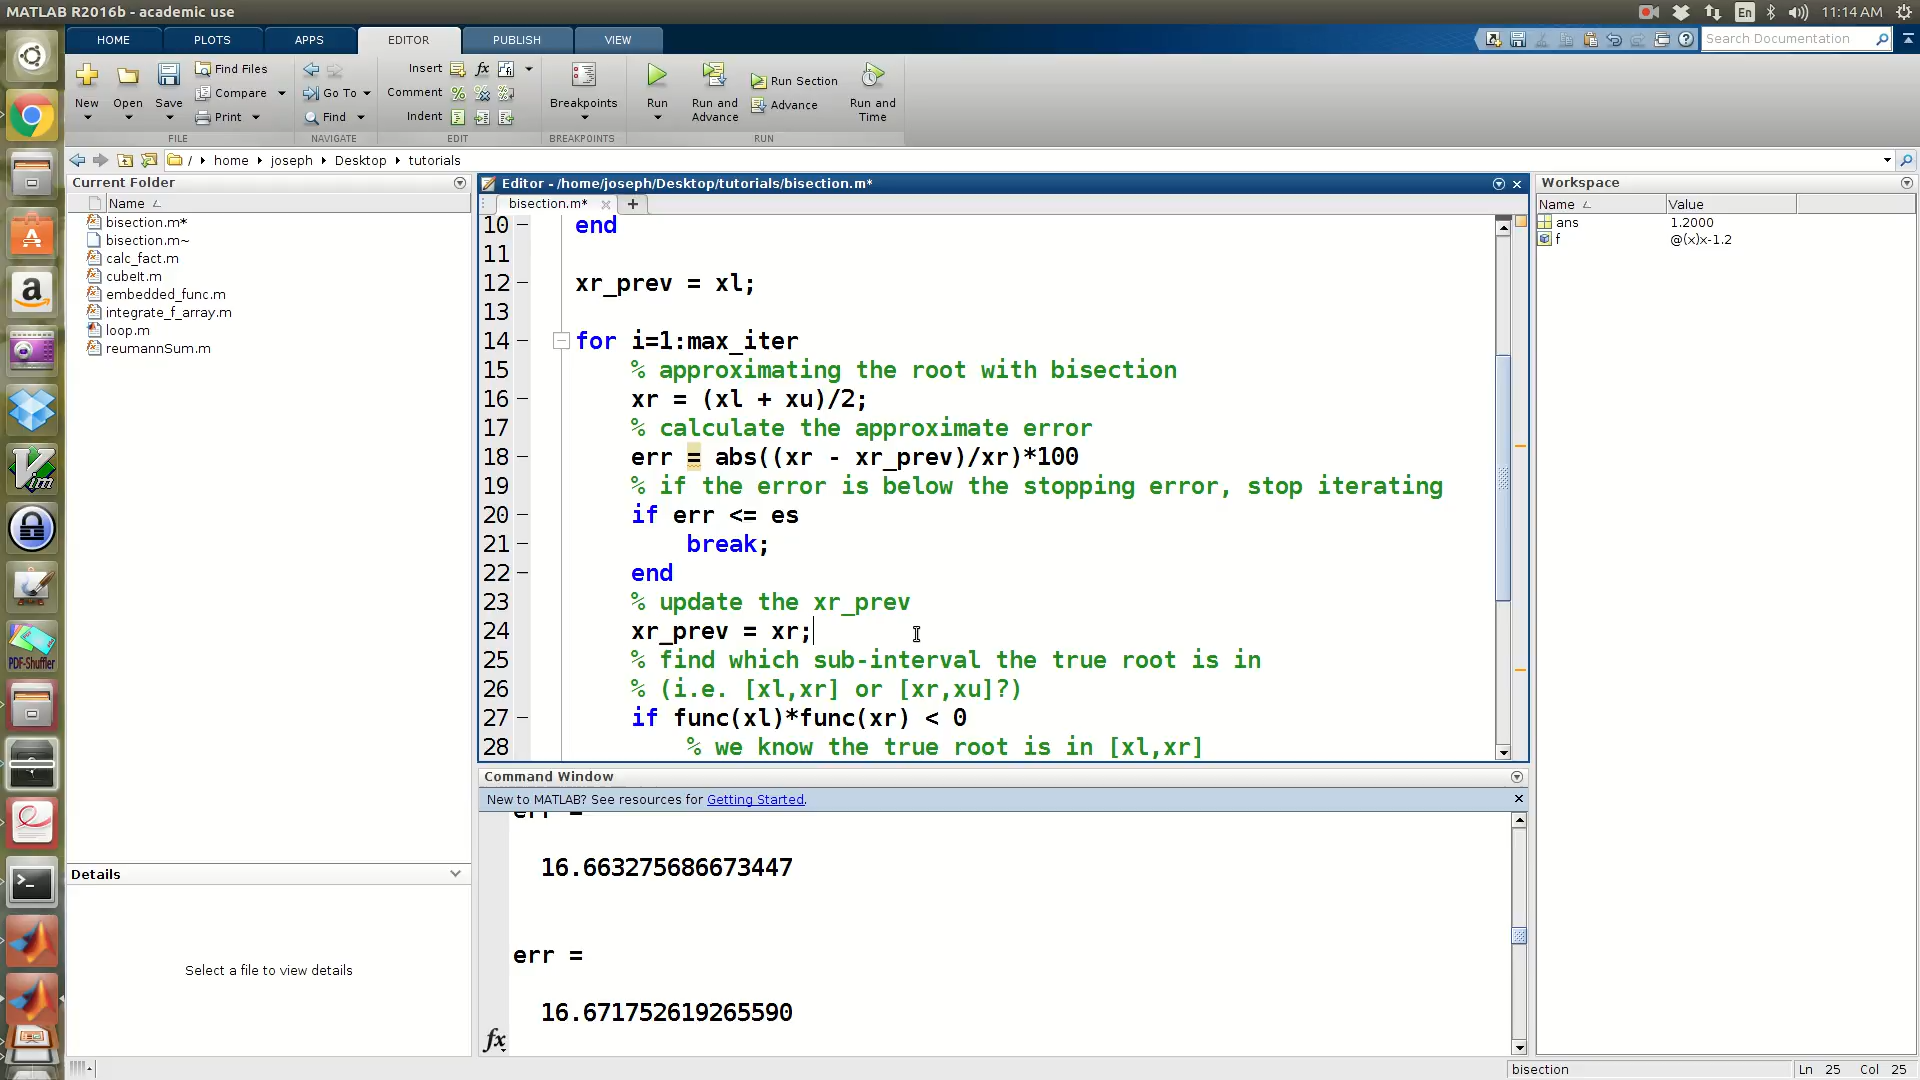 MATLAB R2016b - academic use
En
11:14 AM
HOME
PLOTS
APPS
EDITOR
PUBLISH
VIEW
Search Documentation
New
Open
Save
Find Files
Compare
Print
Go To
Find
Insert
fx
Comment
Indent
Breakpoints
Run
Run and Advance
Run Section
Advance
Run and Time
FILE
NAVIGATE
EDIT
BREAKPOINTS
RUN
/ home joseph Desktop tutorials
Current Folder
Name
bisection.m*
bisection.m~
calc_fact.m
cubeIt.m
embedded_func.m
integrate_f_array.m
loop.m
reumannSum.m
Details
Select a file to view details
Editor - /home/joseph/Desktop/tutorials/bisection.m*
bisection.m*
10 end
11
12 xr_prev = xl;
13
14 for i=1:max_iter
15 % approximating the root with bisection
16 xr = (xl + xu)/2;
17 % calculate the approximate error
18 err = abs((xr - xr_prev)/xr)*100
19 % if the error is below the stopping error, stop iterating
20 if err <= es
21 break;
22 end
23 % update the xr_prev
24 xr_prev = xr;
25 % find which sub-interval the true root is in
26 % (i.e. [xl,xr] or [xr,xu]?)
27 if func(xl)*func(xr) < 0
28 % we know the true root is in [xl,xr]
Command Window
New to MATLAB? See resources for Getting Started.
err =
16.663275686673447
err =
16.671752619265590
fx
Workspace
Name Value
ans 1.2000
f @(x)x-1.2
bisection
Ln 25 Col 25
a
Vim
PDF-Shuffler